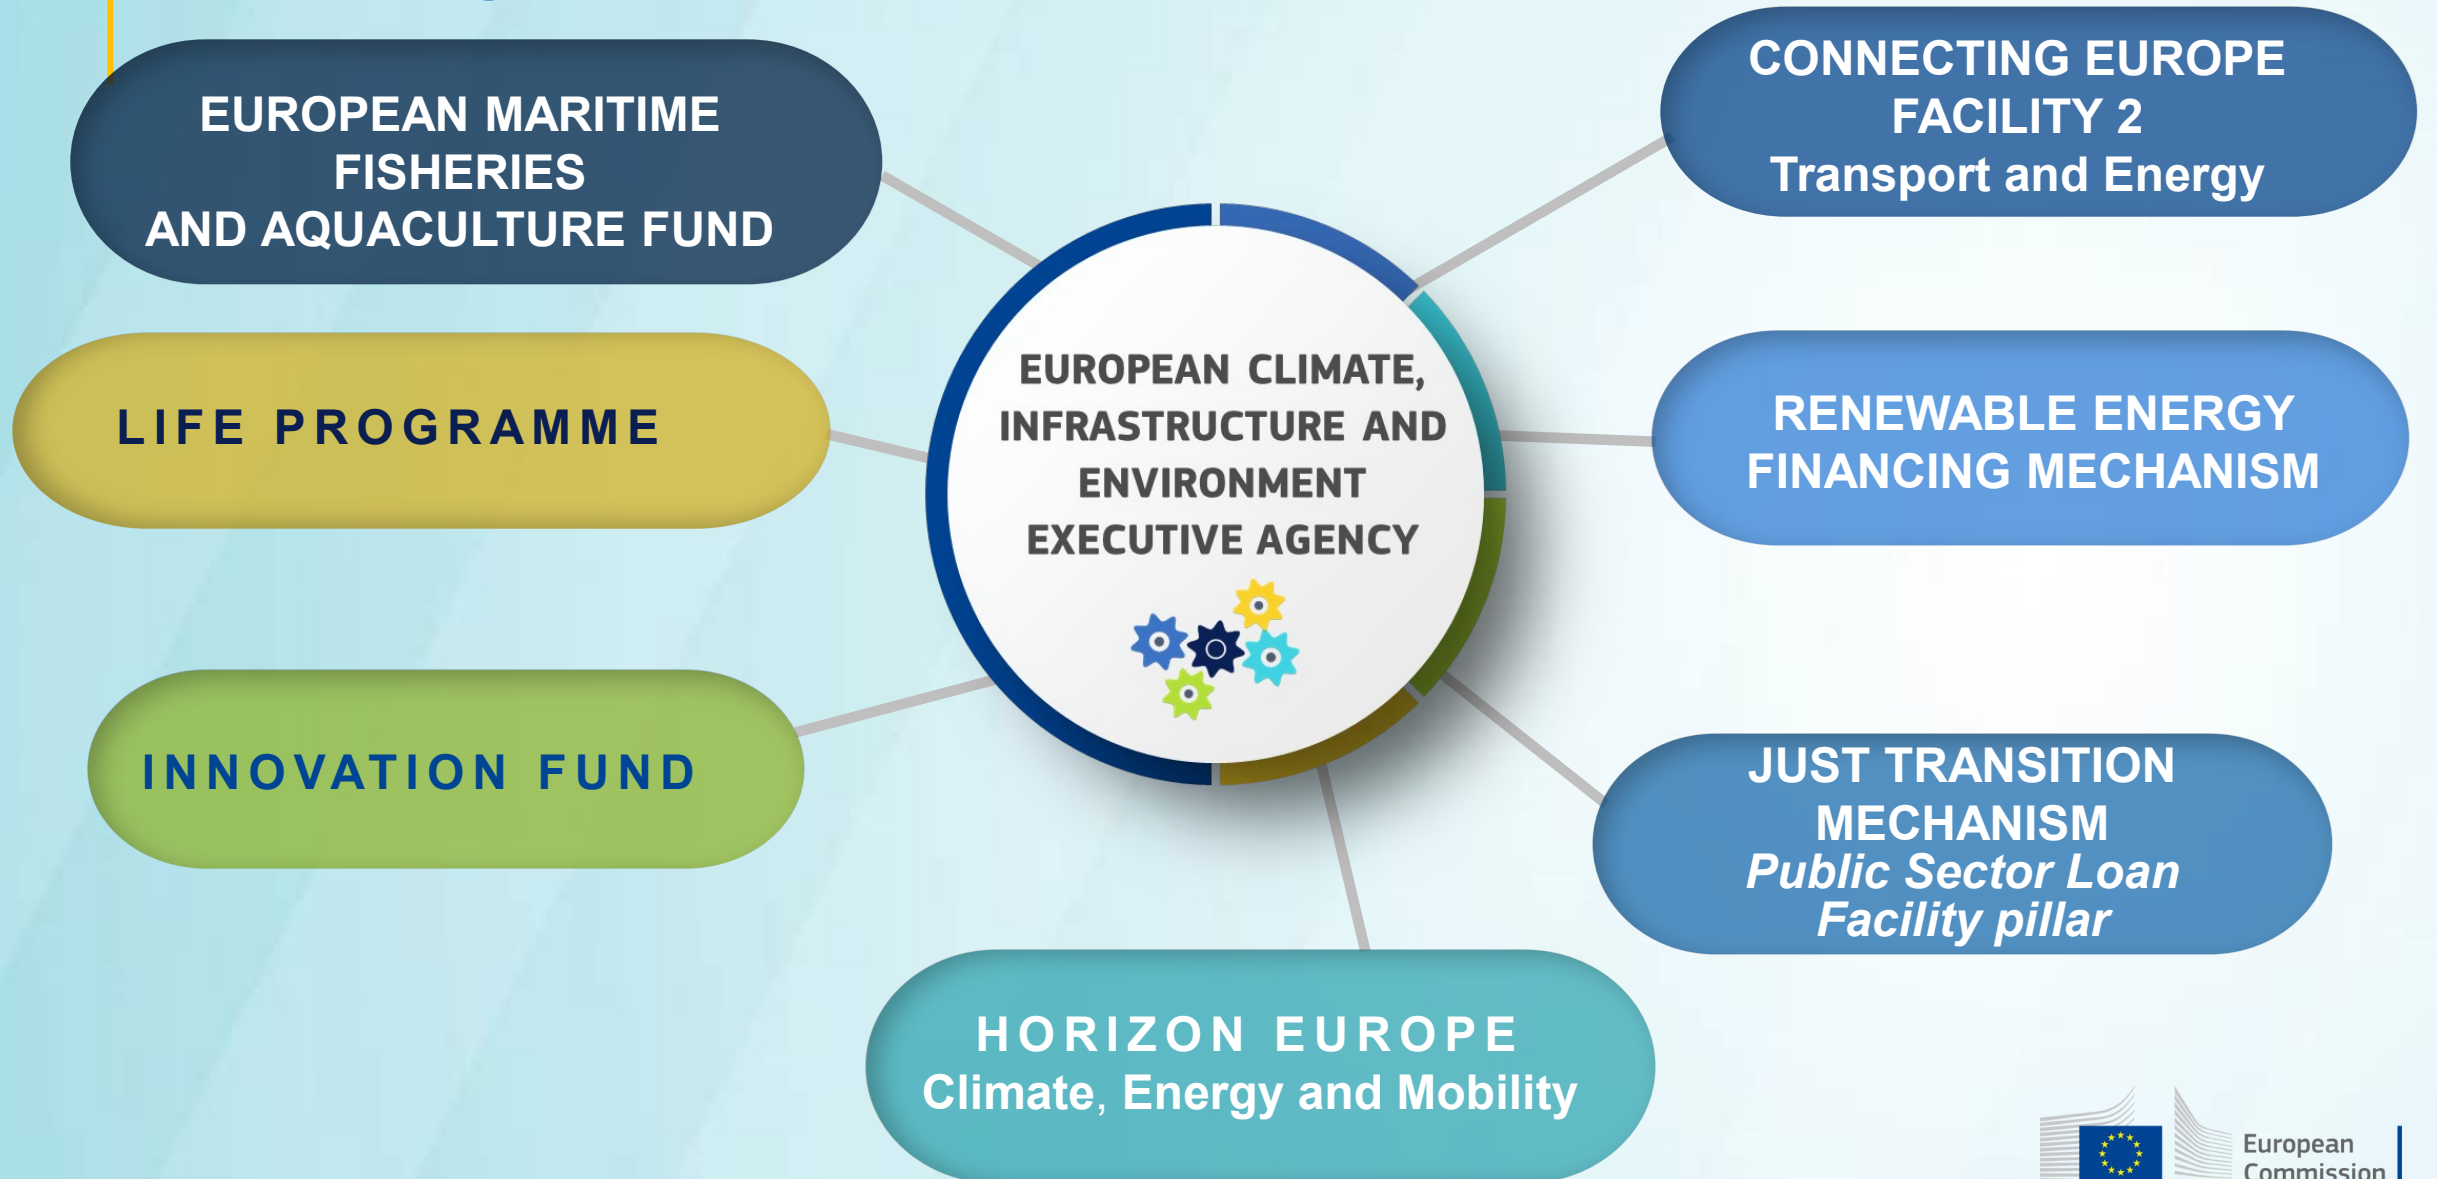 EUROPEAN MARITIME
FISHERIES
AND AQUACULTURE FUND
LIFE PROGRAMME
INNOVATION FUND
EUROPEAN CLIMATE,
INFRASTRUCTURE AND
ENVIRONMENT
EXECUTIVE AGENCY
CONNECTING EUROPE
FACILITY 2
Transport and Energy
RENEWABLE ENERGY
FINANCING MECHANISM
JUST TRANSITION
MECHANISM
Public Sector Loan
Facility pillar
HORIZON EUROPE
Climate, Energy and Mobility
European
Commission